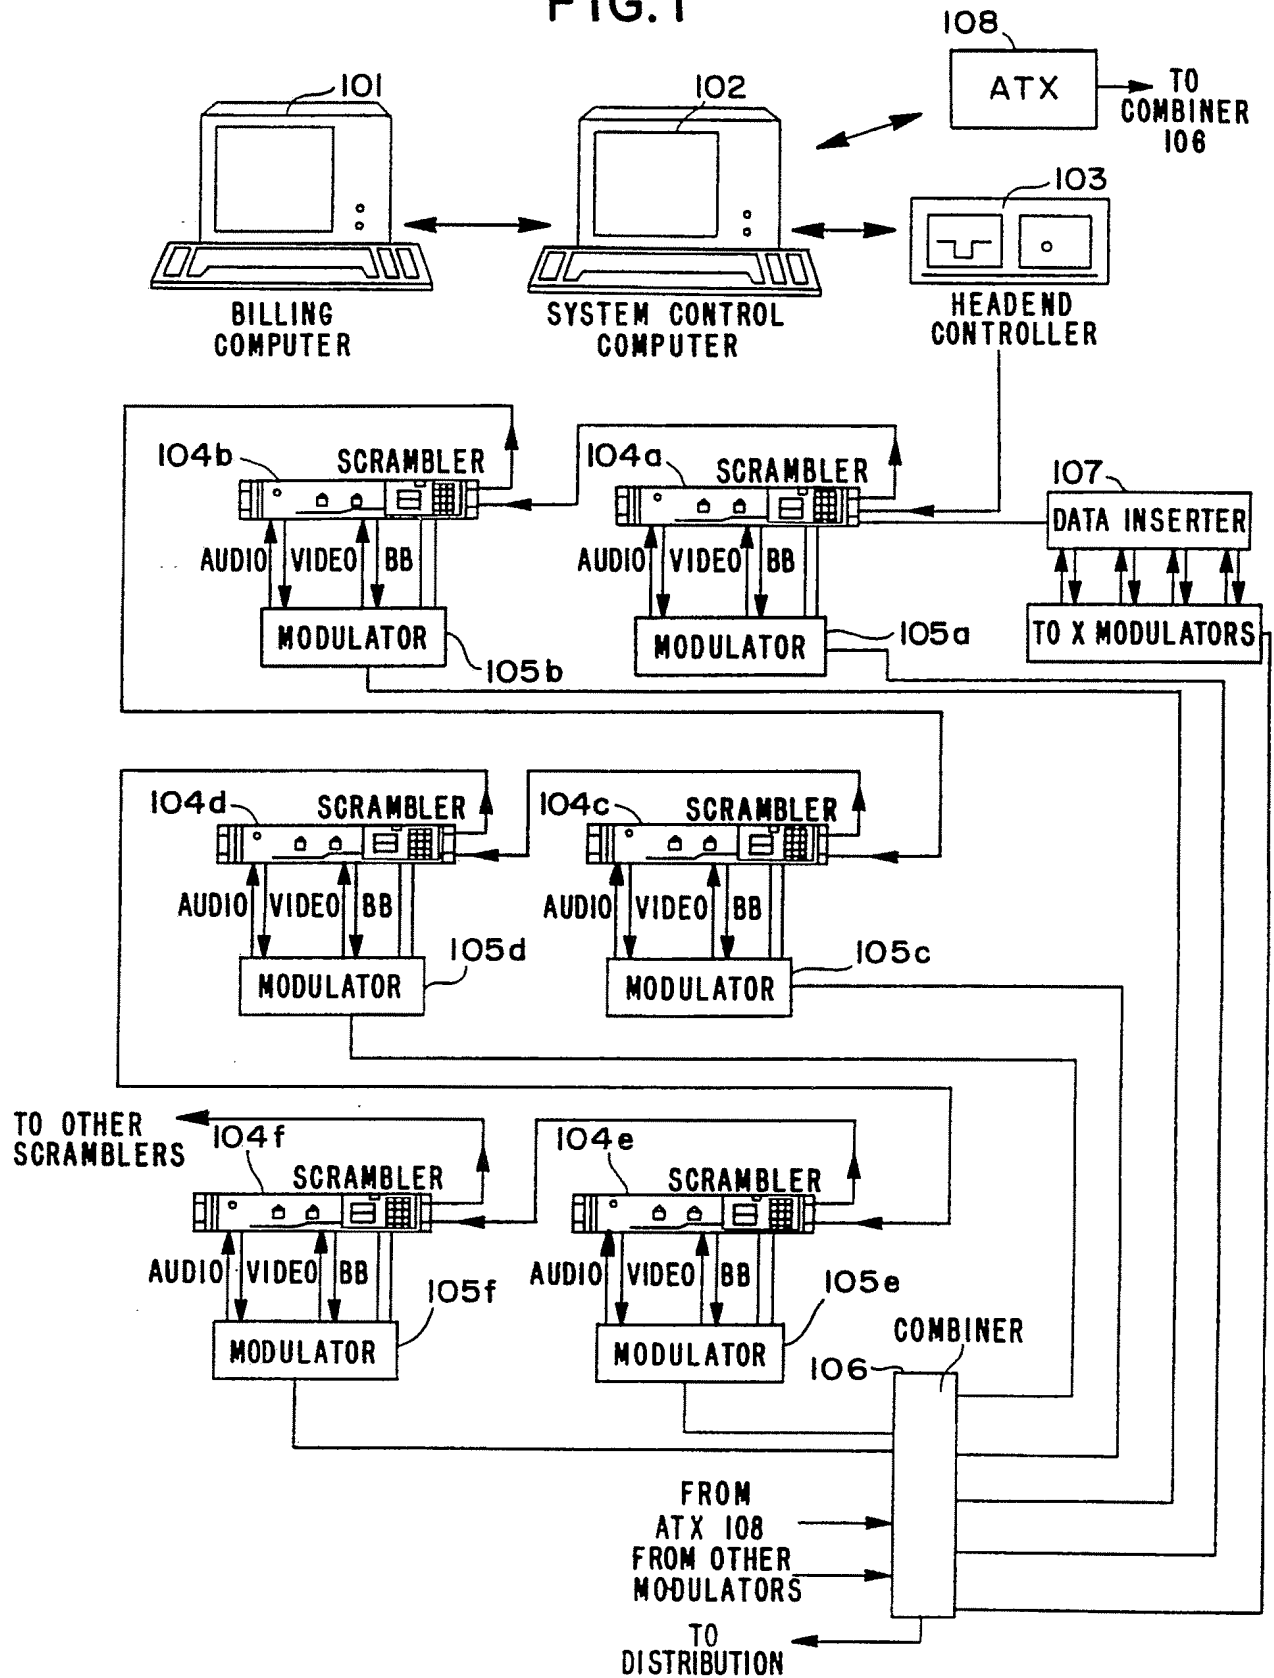 FIG. 1
108
ATX
TO
COMBINER
106
101
102
103
BILLING
COMPUTER
SYSTEM CONTROL
COMPUTER
HEADEND
CONTROLLER
104b
SCRAMBLER
104a
SCRAMBLER
107
DATA INSERTER
AUDIO VIDEO BB
AUDIO VIDEO BB
MODULATOR
105b
MODULATOR
105a
TO X MODULATORS
104d
SCRAMBLER
104c
SCRAMBLER
AUDIO VIDEO BB
AUDIO VIDEO BB
MODULATOR
105d
MODULATOR
105c
TO OTHER
SCRAMBLERS
104f
SCRAMBLER
104e
SCRAMBLER
AUDIO VIDEO BB
AUDIO VIDEO BB
MODULATOR
105f
MODULATOR
105e
COMBINER
106
FROM
ATX 108
FROM OTHER
MODULATORS
TO
DISTRIBUTION